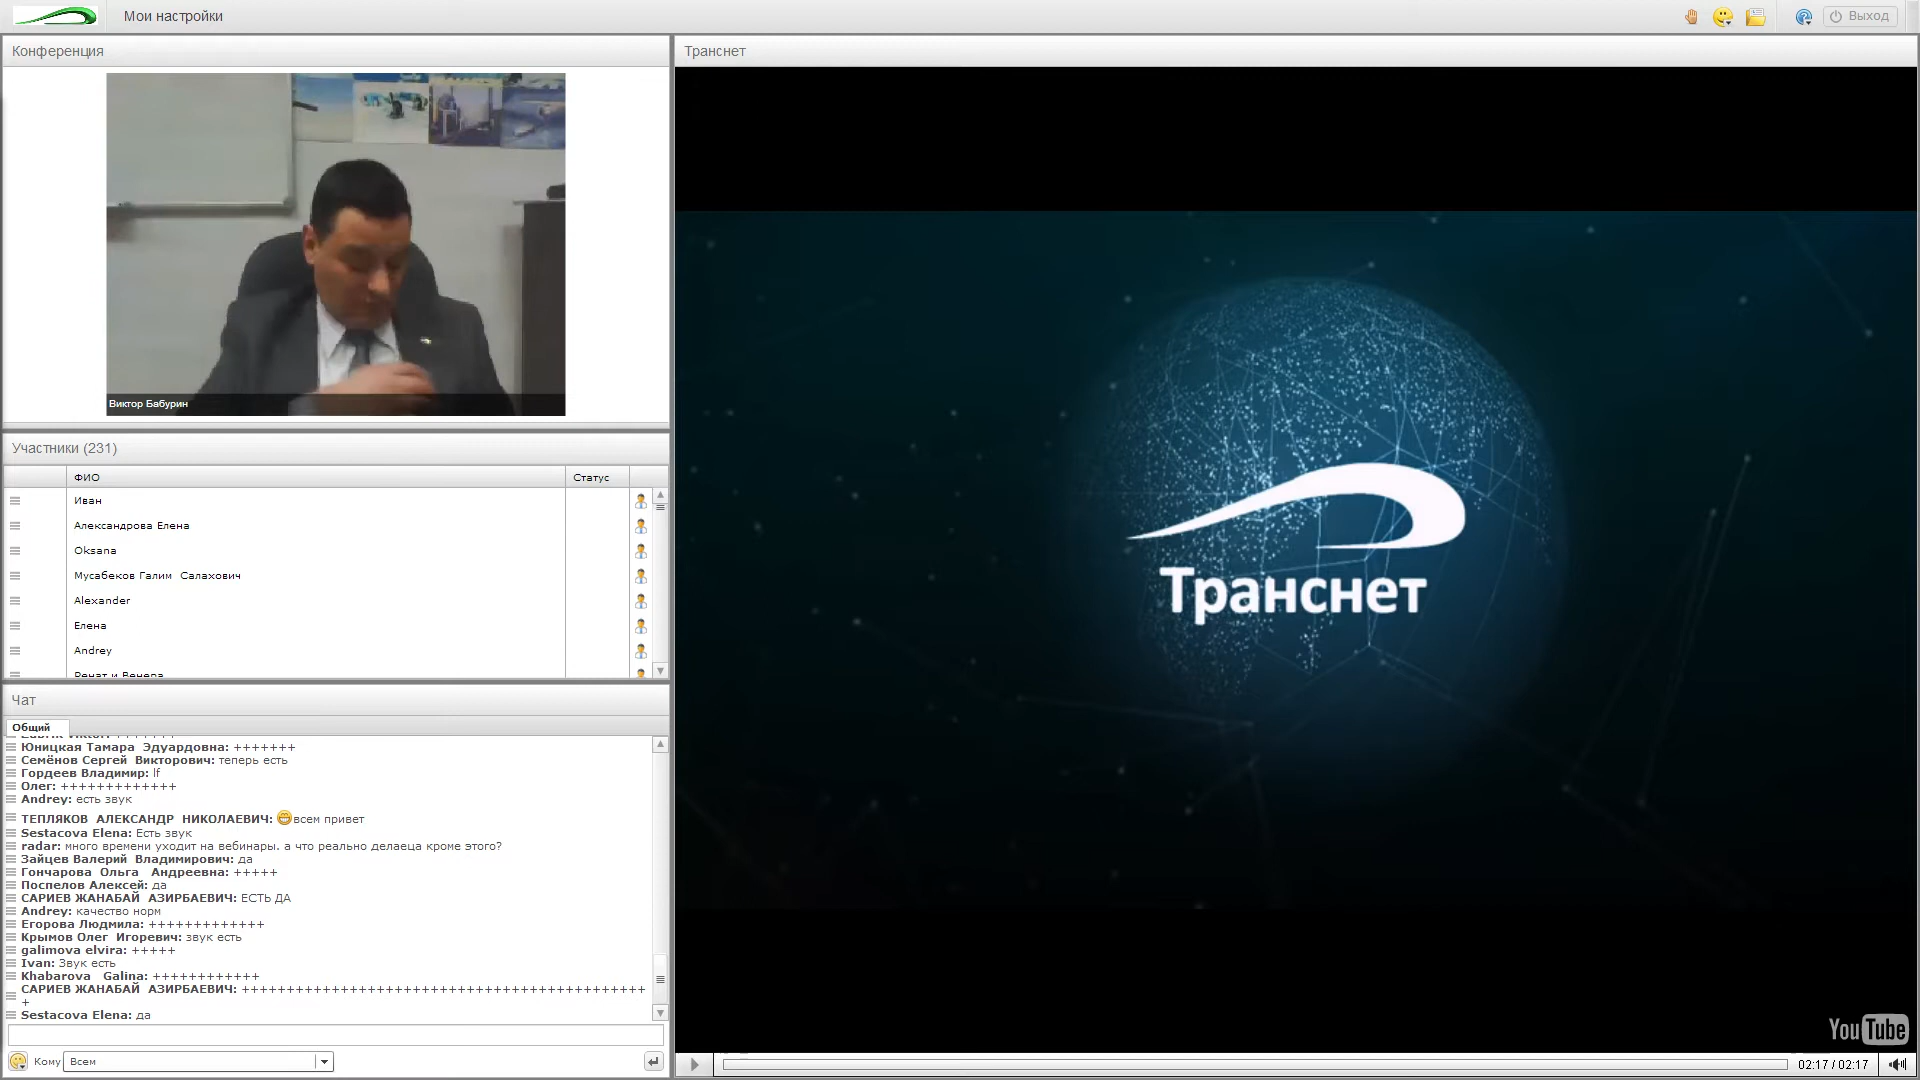 Мои настройки
Выход
Конференция
Виктор Бабурин
Участники (231)
ФИО
Статус
Иван
Александрова Елена
Oksana
Мусабеков Галим Салахович
Alexander
Елена
Andrey
Ренат и Венера
Чат
Общий
Юницкая Тамара Эдуардовна: +++++++
Семёнов Сергей Викторович: теперь есть
Гордеев Владимир: lf
Олег: +++++++++++++
Andrey: есть звук
ТЕПЛЯКОВ АЛЕКСАНДР НИКОЛАЕВИЧ: всем привет
Sestacova Elena: Есть звук
radar: много времени уходит на вебинары. а что реально делаеца кроме этого?
Зайцев Валерий Владимирович: да
Гончарова Ольга Андреевна: +++++
Поспелов Алексей: да
САРИЕВ ЖАНАБАЙ АЗИРБАЕВИЧ: ЕСТЬ ДА
Andrey: качество норм
Егорова Людмила: +++++++++++++
Крымов Олег Игоревич: звук есть
galimova elvira: +++++
Ivan: Звук есть
Khabarova Galina: ++++++++++++
САРИЕВ ЖАНАБАЙ АЗИРБАЕВИЧ: +++++++++++++++++++++++++++++++++++++++++++++
+
Sestacova Elena: да
Кому
Всем
Транснет
Транснет
YouTube
02:17 / 02:17